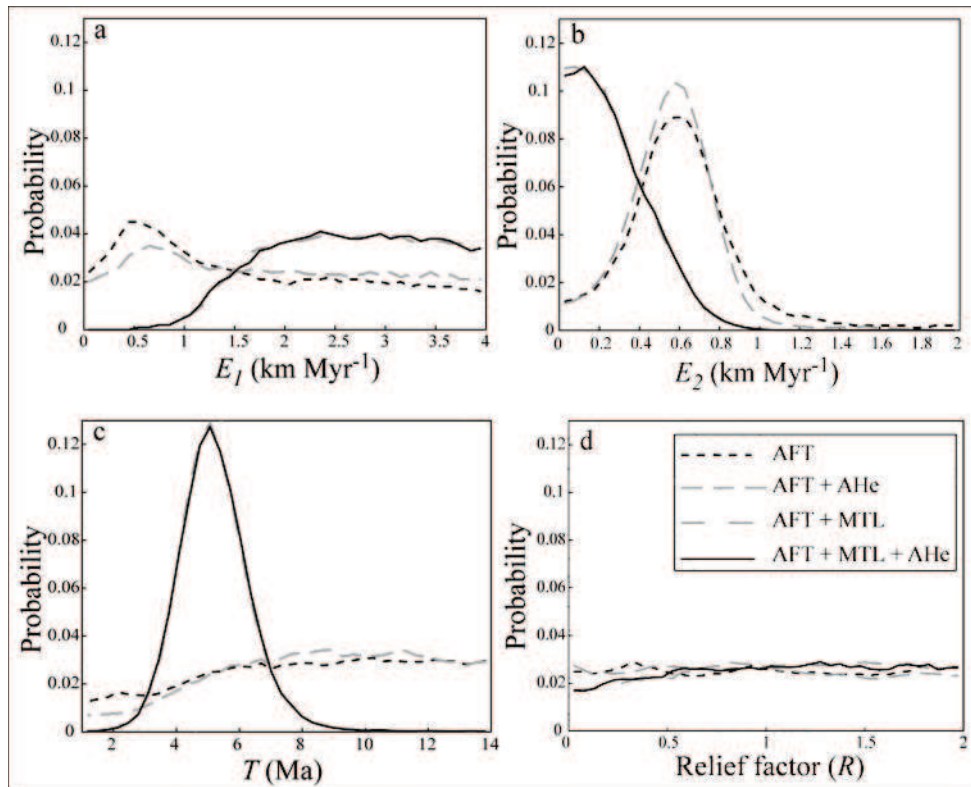 a
0.12
0.1
0.08
0.06
0.04
0.02
0
Probability
0 0.5 1 1.5 2 2.5 3 3.5 4
E1 (km Myr-1)
b
0.12
0.1
0.08
0.06
0.04
0.02
0
Probability
0 0.2 0.4 0.6 0.8 1 1.2 1.4 1.6 1.8 2
E2 (km Myr-1)
c
0.12
0.1
0.08
0.06
0.04
0.02
0
Probability
2 4 6 8 10 12 14
T (Ma)
d
0.12
0.1
0.08
0.06
0.04
0.02
0
Probability
0 0.5 1 1.5 2
Relief factor (R)
AFT
AFT + AHe
AFT + MTL
AFT + MTL + AHe